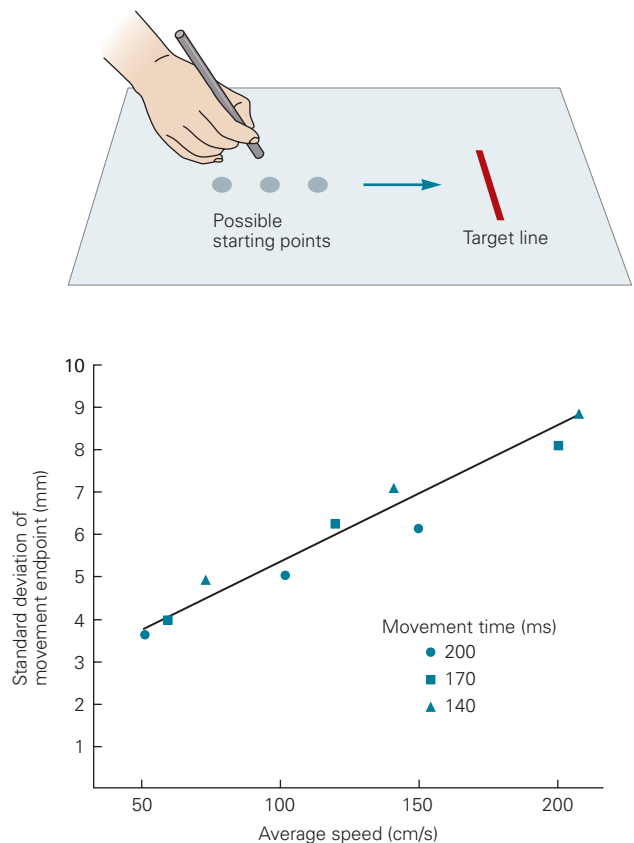 Possible
starting points
Target line
10
9
8
7
6
5
4
3
2
1
Standard deviation of
movement endpoint (mm)
Movement time (ms)
200
170
140
50 100 150 200
Average speed (cm/s)